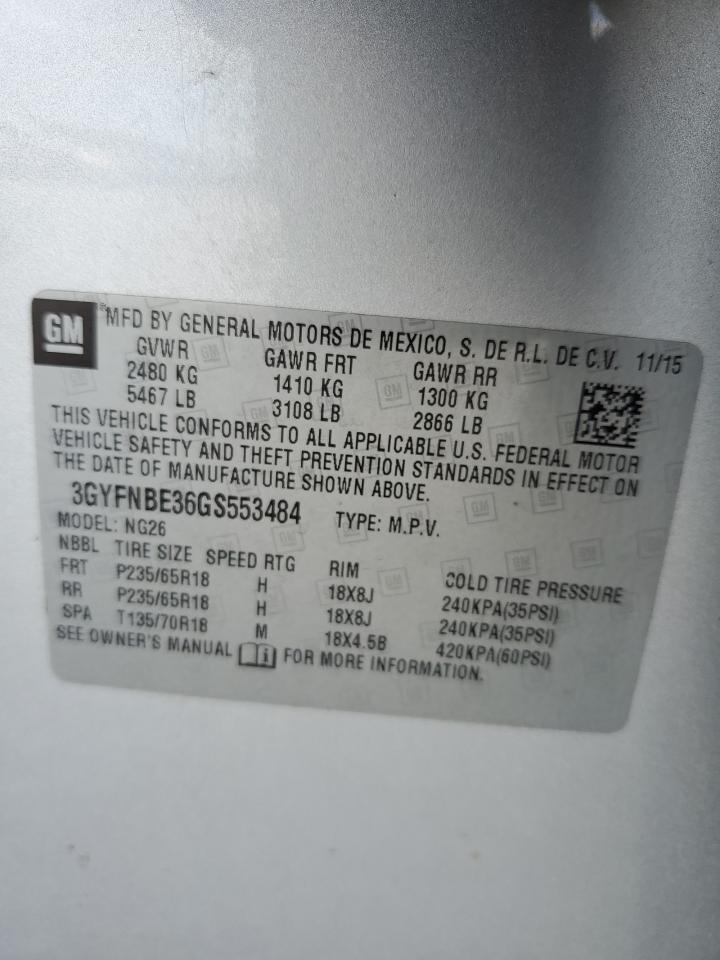 GM® MFD BY GENERAL MOTORS DE MEXICO, S. DE R.L. DE C.V. 11/15
GVWR GAWR FRT GAWR RR
2480 KG 1410 KG 1300 KG
5467 LB 3108 LB 2866 LB
THIS VEHICLE CONFORMS TO ALL APPLICABLE U.S. FEDERAL MOTOR
VEHICLE SAFETY AND THEFT PREVENTION STANDARDS IN EFFECT ON
THE DATE OF MANUFACTURE SHOWN ABOVE.
3GYFNBE36GS553484 TYPE: M.P.V.
MODEL: NG26
NBBL TIRE SIZE SPEED RTG RIM COLD TIRE PRESSURE
FRT P235/65R18 H 18X8J 240KPA(35PSI)
RR P235/65R18 H 18X8J 240KPA(35PSI)
SPA T135/70R18 M 18X4.5B 420KPA(60PSI)
SEE OWNER'S MANUAL i FOR MORE INFORMATION.